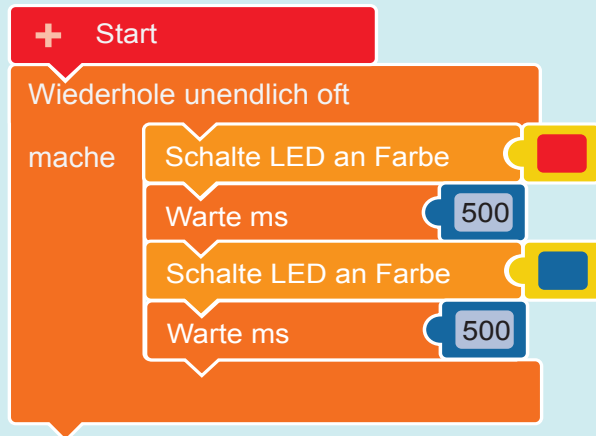 Start
Wiederhole unendlich oft
mache
Schalte LED an Farbe
Warte ms 500
Schalte LED an Farbe
Warte ms 500